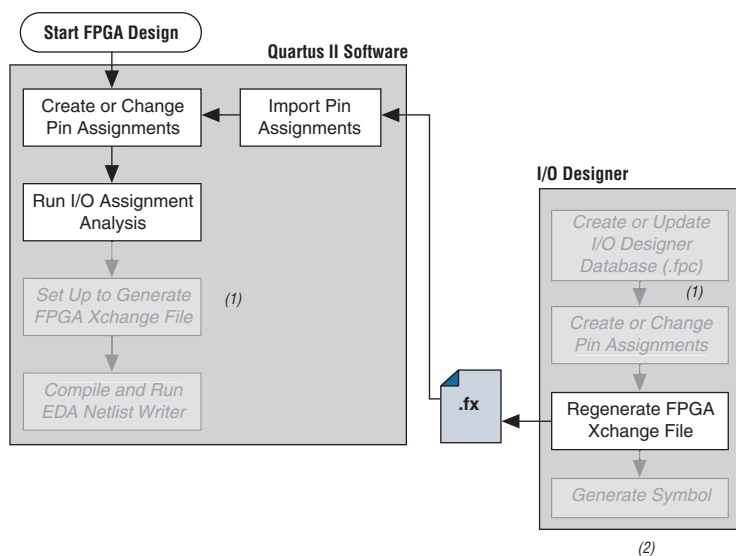 Start FPGA Design
Quartus II Software
Create or Change
Pin Assignments
Import Pin
Assignments
Run I/O Assignment
Analysis
Set Up to Generate
FPGA Xchange File
(1)
Compile and Run
EDA Netlist Writer
.fx
I/O Designer
Create or Update
I/O Designer
Database (.fpc)
(1)
Create or Change
Pin Assignments
Regenerate FPGA
Xchange File
Generate Symbol
(2)